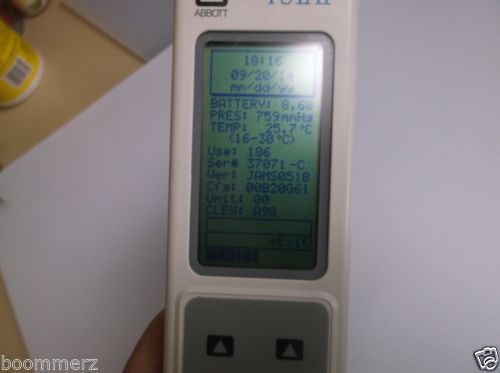 ABBOTT
18:16
09/20/14
mm/dd/yy
BATTERY: 8.68
PRES: 759mmHg
TEMP: 25.7°C
(16-30°C)
Use: 186
Ser# 37071-C
Ver: JAMS051B
Cfg: 00B20G61
Unit: 00
CLEW: A98
→Exit
boommerz